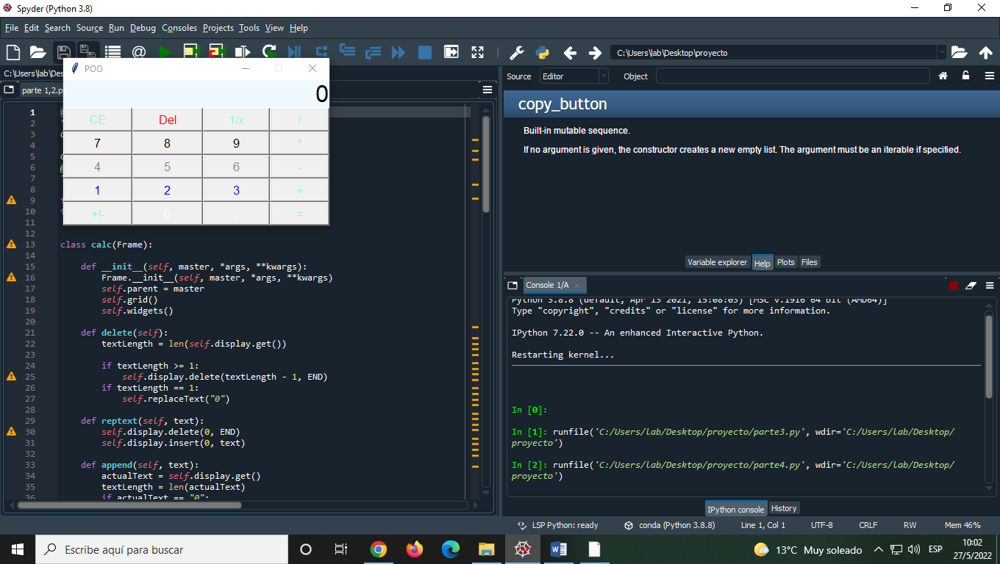 Spyder (Python 3.8)
File Edit Search Source Run Debug Consoles Projects Tools View Help
C:\Users\lab\Desktop\proyecto
C:\Users\lab\Des
parte 1,2.p
POO
0
CE Del 1/x /
7 8 9 *
4 5 6 -
1 2 3 +
+/- 0 . =
1
2
3
4
5
6
7
8
9
10
11
12
13 class calc(Frame):
14
15 def __init__(self, master, *args, **kwargs):
16 Frame.__init__(self, master, *args, **kwargs)
17 self.parent = master
18 self.grid()
19 self.widgets()
20
21 def delete(self):
22 textLength = len(self.display.get())
23
24 if textLength >= 1:
25 self.display.delete(textLength - 1, END)
26 if textLength == 1:
27 self.replaceText("0")
28
29 def reptext(self, text):
30 self.display.delete(0, END)
31 self.display.insert(0, text)
32
33 def append(self, text):
34 actualText = self.display.get()
35 textLength = len(actualText)
36 if actualText == "0":
Source Editor Object
copy_button
Built-in mutable sequence.
If no argument is given, the constructor creates a new empty list. The argument must be an iterable if specified.
Variable explorer Help Plots Files
Console 1/A
Python 3.8.8 (default, Apr 13 2021, 15:08:03) [MSC v.1916 64 bit (AMD64)]
Type "copyright", "credits" or "license" for more information.
IPython 7.22.0 -- An enhanced Interactive Python.
Restarting kernel...
In [0]:
In [1]: runfile('C:/Users/lab/Desktop/proyecto/parte3.py', wdir='C:/Users/lab/Desktop/
proyecto')
In [2]: runfile('C:/Users/lab/Desktop/proyecto/parte4.py', wdir='C:/Users/lab/Desktop/
proyecto')
IPython console History
LSP Python: ready conda (Python 3.8.8) Line 1, Col 1 UTF-8 CRLF RW Mem 46%
Escribe aquí para buscar
13°C Muy soleado ESP
10:02
27/5/2022